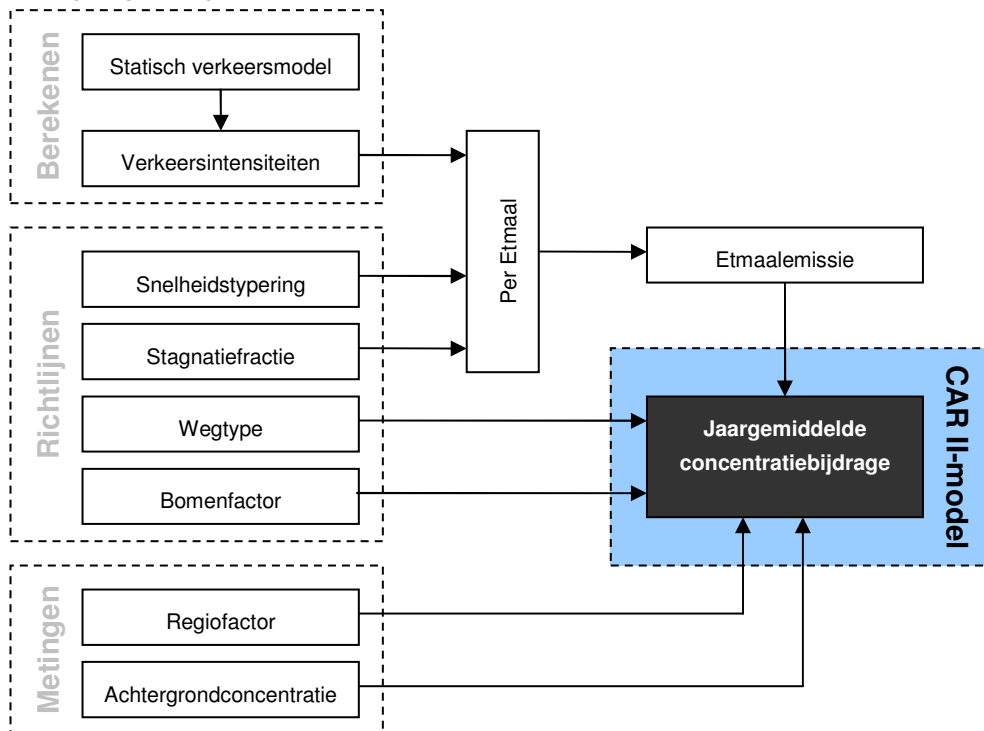 Berekenen
Statisch verkeersmodel
Verkeersintensiteiten
Per Etmaal
Richtlijnen
Snelheidstypering
Stagnatiefractie
Wegtype
Bomenfactor
Etmaalemissie
CAR II-model
Jaargemiddelde
concentratiebijdrage
Metingen
Regiofactor
Achtergrondconcentratie